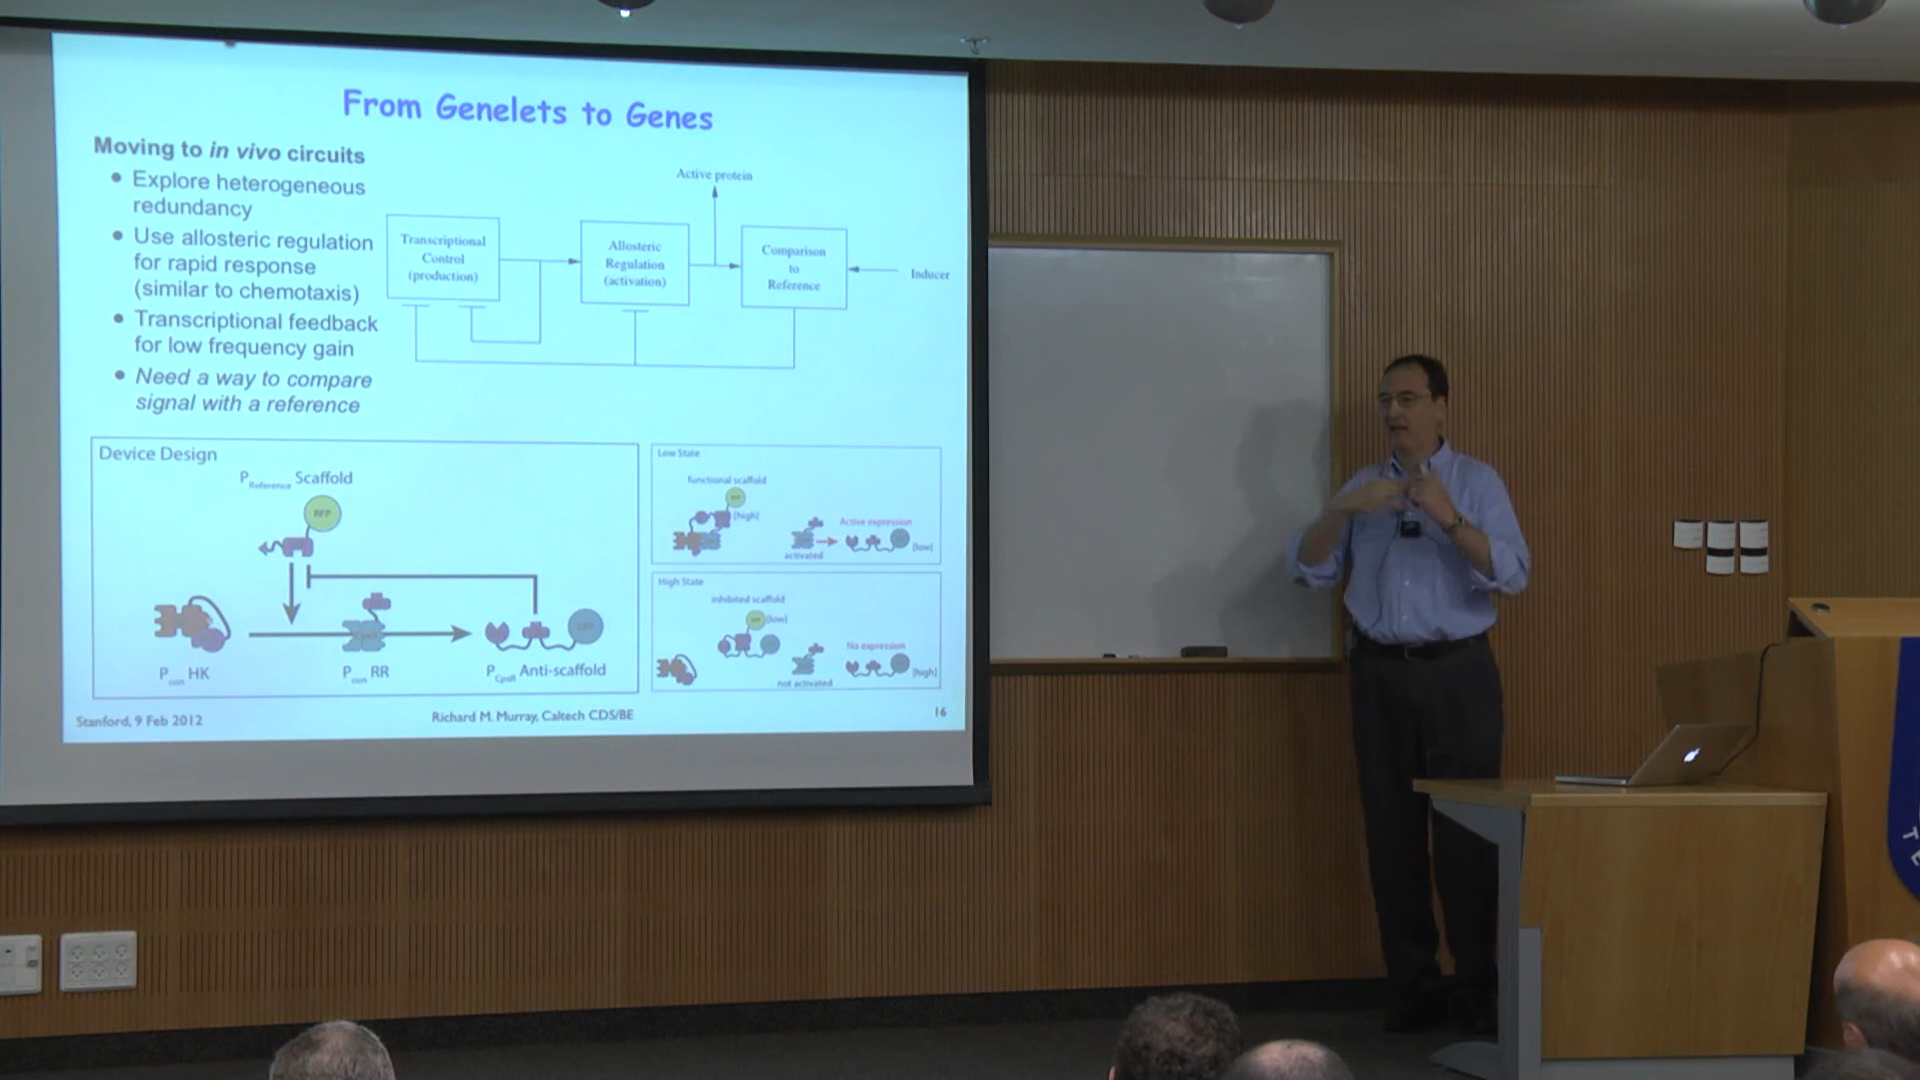 From Genelets to Genes
Moving to in vivo circuits
• Explore heterogeneous
redundancy
• Use allosteric regulation
for rapid response
(similar to chemotaxis)
• Transcriptional feedback
for low frequency gain
• Need a way to compare
signal with a reference
Active protein
Transcriptional
Control
(production)
Allosteric
Regulation
(activation)
Comparison
to
Reference
Inducer
Device Design
P Reference Scaffold
RFP
P con HK
P con RR
P CpxR Anti-scaffold
Low State
functional scaffold
[high]
activated
Active expression
[low]
High State
inhibited scaffold
[low]
not activated
No expression
[high]
Stanford, 9 Feb 2012
Richard M. Murray, Caltech CDS/BE
16